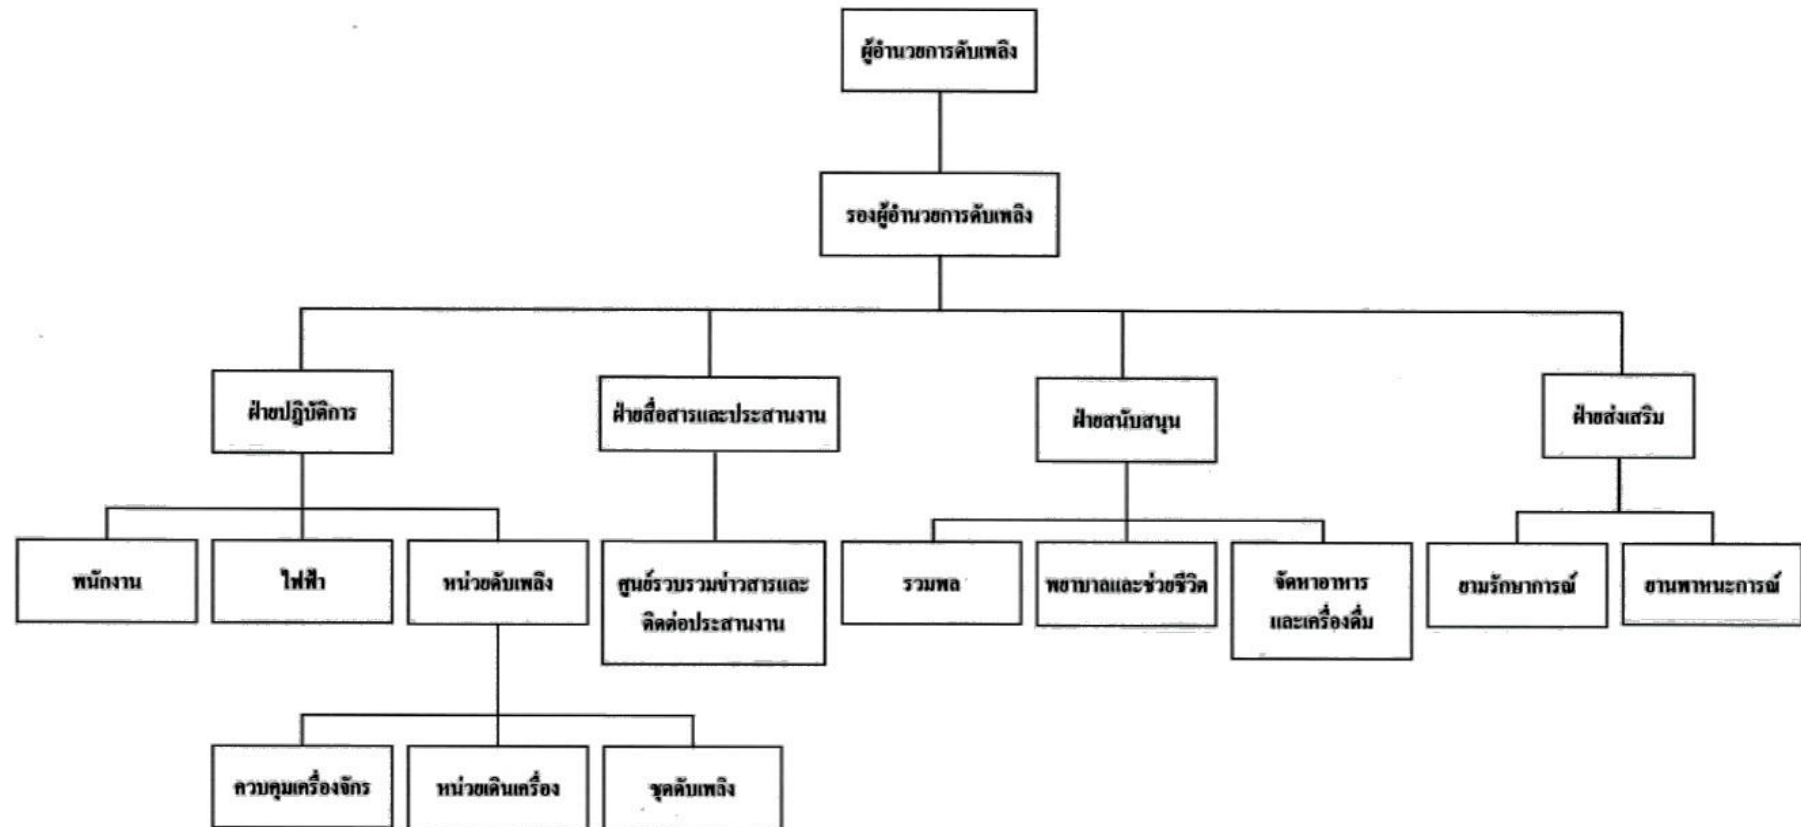 ผู้อำนวยการดับเพลิง
รองผู้อำนวยการดับเพลิง
ฝ่ายปฏิบัติการ
ฝ่ายสื่อสารและประสานงาน
ฝ่ายสนับสนุน
ฝ่ายส่งเสริม
พนักงาน
ไฟฟ้า
หน่วยดับเพลิง
ศูนย์รวบรวมข่าวสารและ
ติดต่อประสานงาน
รวมพล
พยาบาลและช่วยชีวิต
จัดหาอาหาร
และเครื่องดื่ม
ยามรักษาการณ์
ยานพาหนะการณ์
ควบคุมเครื่องจักร
หน่วยเดินเครื่อง
ชุดดับเพลิง